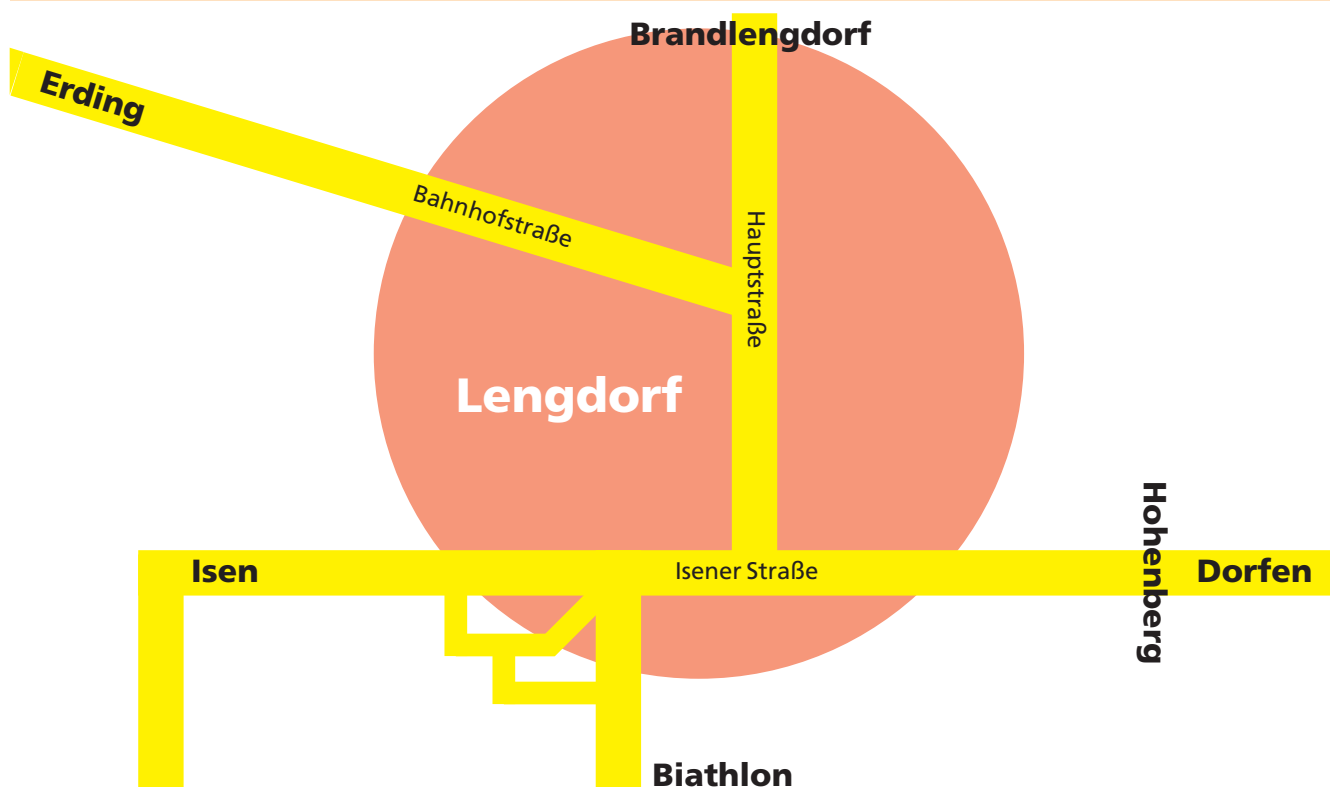 Brandlengdorf
Erding
Bahnhofstraße
Hauptstraße
Lengdorf
Hohenberg
Isen
Isener Straße
Dorfen
Biathlon